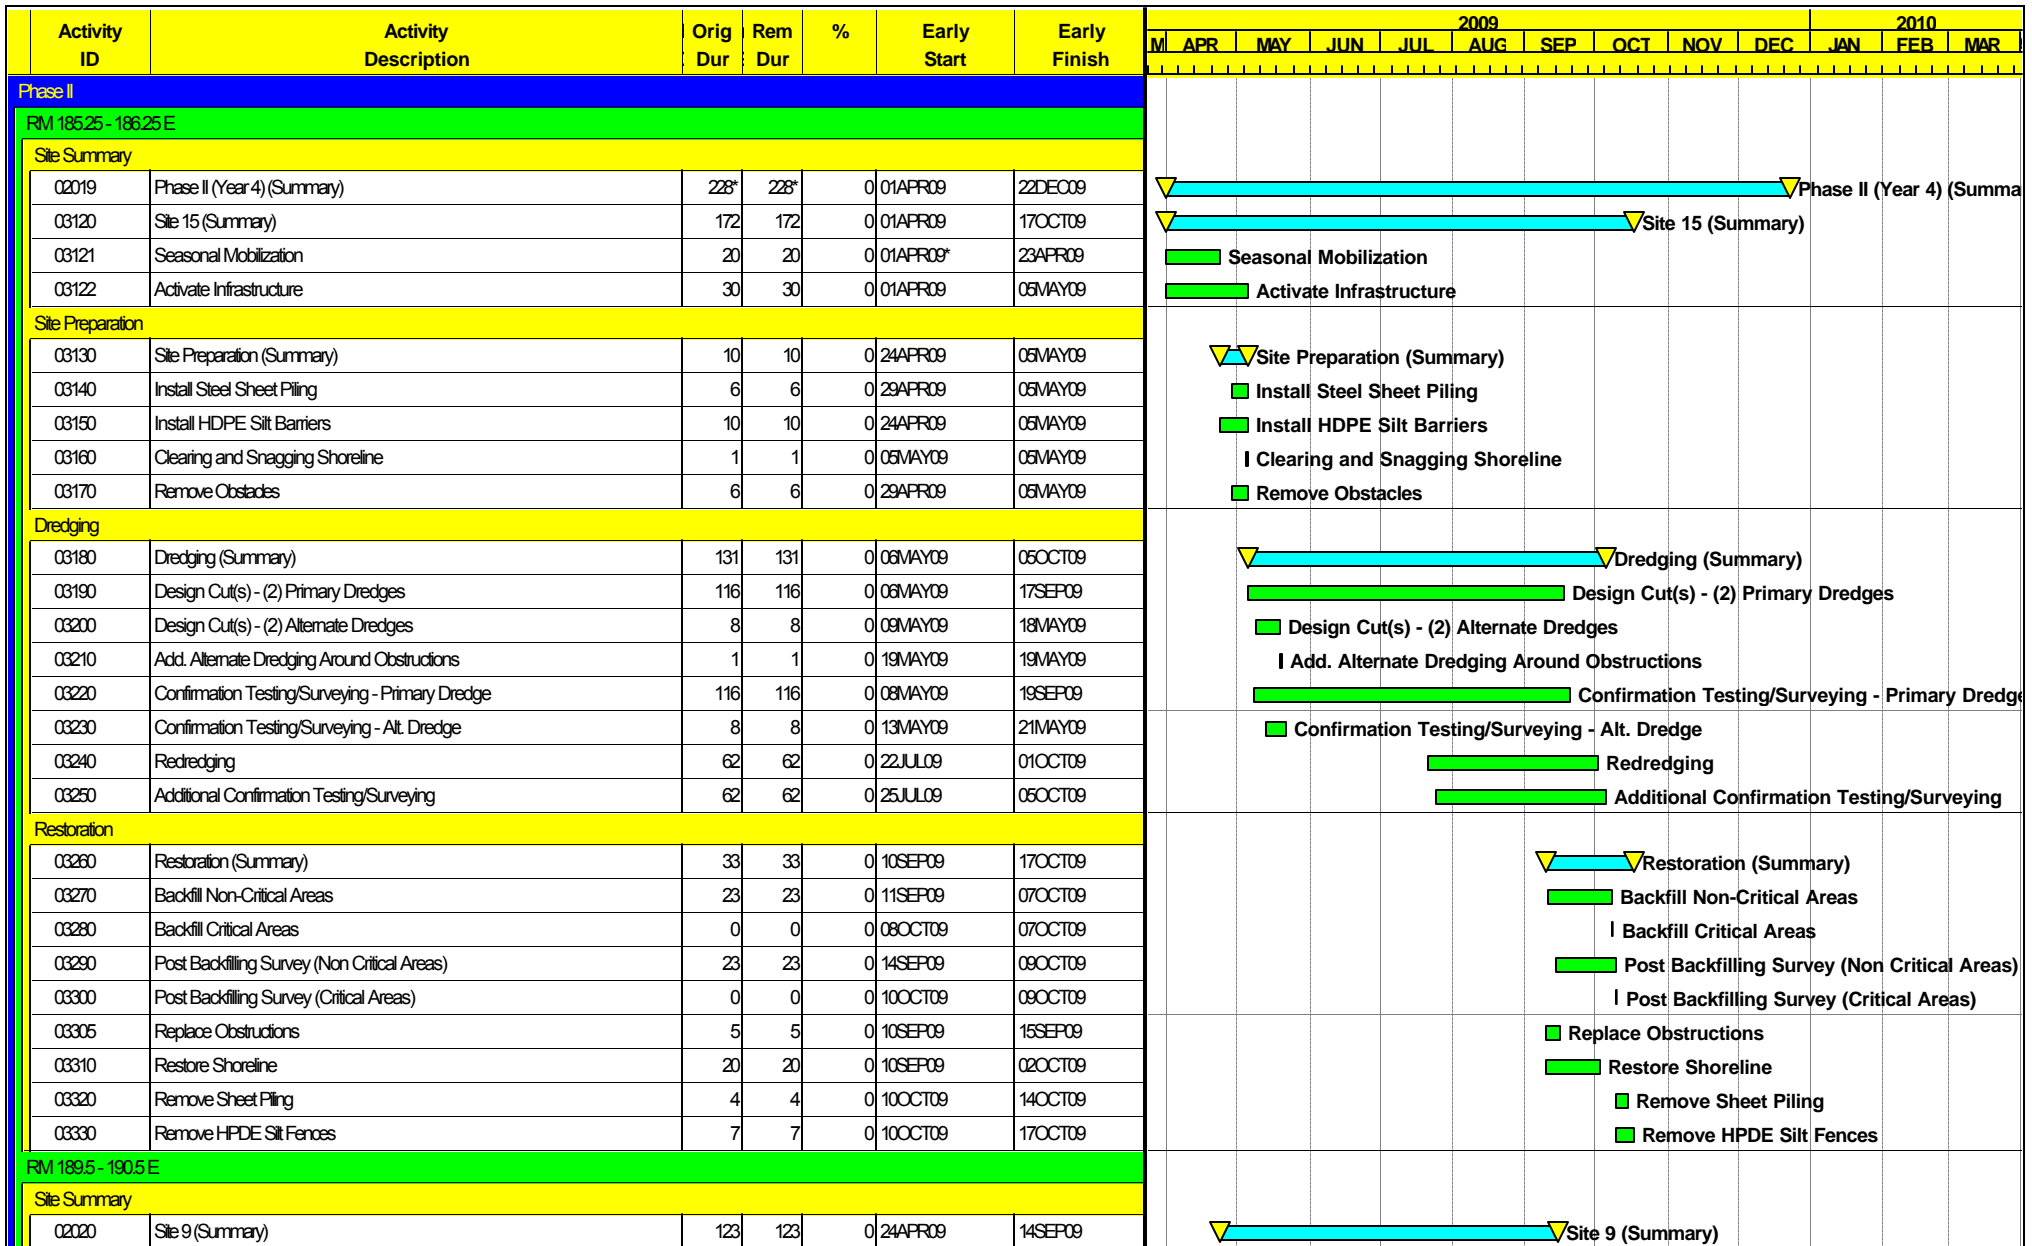 Activity ID Activity Description Orig Dur Rem Dur % Early Start Early Finish
2009 2010
M APR MAY JUN JUL AUG SEP OCT NOV DEC JAN FEB MAR
Phase II
RM 185.25 - 186.25 E
Site Summary
02019 Phase II (Year 4) (Summary) 228* 228* 0 01APR09 22DEC09 Phase II (Year 4) (Summa
03120 Site 15 (Summary) 172 172 0 01APR09 17OCT09 Site 15 (Summary)
03121 Seasonal Mobilization 20 20 0 01APR09* 23APR09 Seasonal Mobilization
03122 Activate Infrastructure 30 30 0 01APR09 05MAY09 Activate Infrastructure
Site Preparation
03130 Site Preparation (Summary) 10 10 0 24APR09 05MAY09 Site Preparation (Summary)
03140 Install Steel Sheet Piling 6 6 0 29APR09 05MAY09 Install Steel Sheet Piling
03150 Install HDPE Silt Barriers 10 10 0 24APR09 05MAY09 Install HDPE Silt Barriers
03160 Clearing and Snagging Shoreline 1 1 0 05MAY09 05MAY09 Clearing and Snagging Shoreline
03170 Remove Obstacles 6 6 0 29APR09 05MAY09 Remove Obstacles
Dredging
03180 Dredging (Summary) 131 131 0 06MAY09 05OCT09 Dredging (Summary)
03190 Design Cut(s) - (2) Primary Dredges 116 116 0 06MAY09 17SEP09 Design Cut(s) - (2) Primary Dredges
03200 Design Cut(s) - (2) Alternate Dredges 8 8 0 09MAY09 18MAY09 Design Cut(s) - (2) Alternate Dredges
03210 Add. Alternate Dredging Around Obstructions 1 1 0 19MAY09 19MAY09 Add. Alternate Dredging Around Obstructions
03220 Confirmation Testing/Surveying - Primary Dredge 116 116 0 08MAY09 19SEP09 Confirmation Testing/Surveying - Primary Dredge
03230 Confirmation Testing/Surveying - Alt. Dredge 8 8 0 13MAY09 21MAY09 Confirmation Testing/Surveying - Alt. Dredge
03240 Redredging 62 62 0 22JUL09 01OCT09 Redredging
03250 Additional Confirmation Testing/Surveying 62 62 0 25JUL09 05OCT09 Additional Confirmation Testing/Surveying
Restoration
03260 Restoration (Summary) 33 33 0 10SEP09 17OCT09 Restoration (Summary)
03270 Backfill Non-Critical Areas 23 23 0 11SEP09 07OCT09 Backfill Non-Critical Areas
03280 Backfill Critical Areas 0 0 0 08OCT09 07OCT09 Backfill Critical Areas
03290 Post Backfilling Survey (Non Critical Areas) 23 23 0 14SEP09 09OCT09 Post Backfilling Survey (Non Critical Areas)
03300 Post Backfilling Survey (Critical Areas) 0 0 0 10OCT09 09OCT09 Post Backfilling Survey (Critical Areas)
03305 Replace Obstructions 5 5 0 10SEP09 15SEP09 Replace Obstructions
03310 Restore Shoreline 20 20 0 10SEP09 02OCT09 Restore Shoreline
03320 Remove Sheet Piling 4 4 0 10OCT09 14OCT09 Remove Sheet Piling
03330 Remove HPDE Silt Fences 7 7 0 10OCT09 17OCT09 Remove HPDE Silt Fences
RM 189.5 - 190.5 E
Site Summary
02020 Site 9 (Summary) 123 123 0 24APR09 14SEP09 Site 9 (Summary)